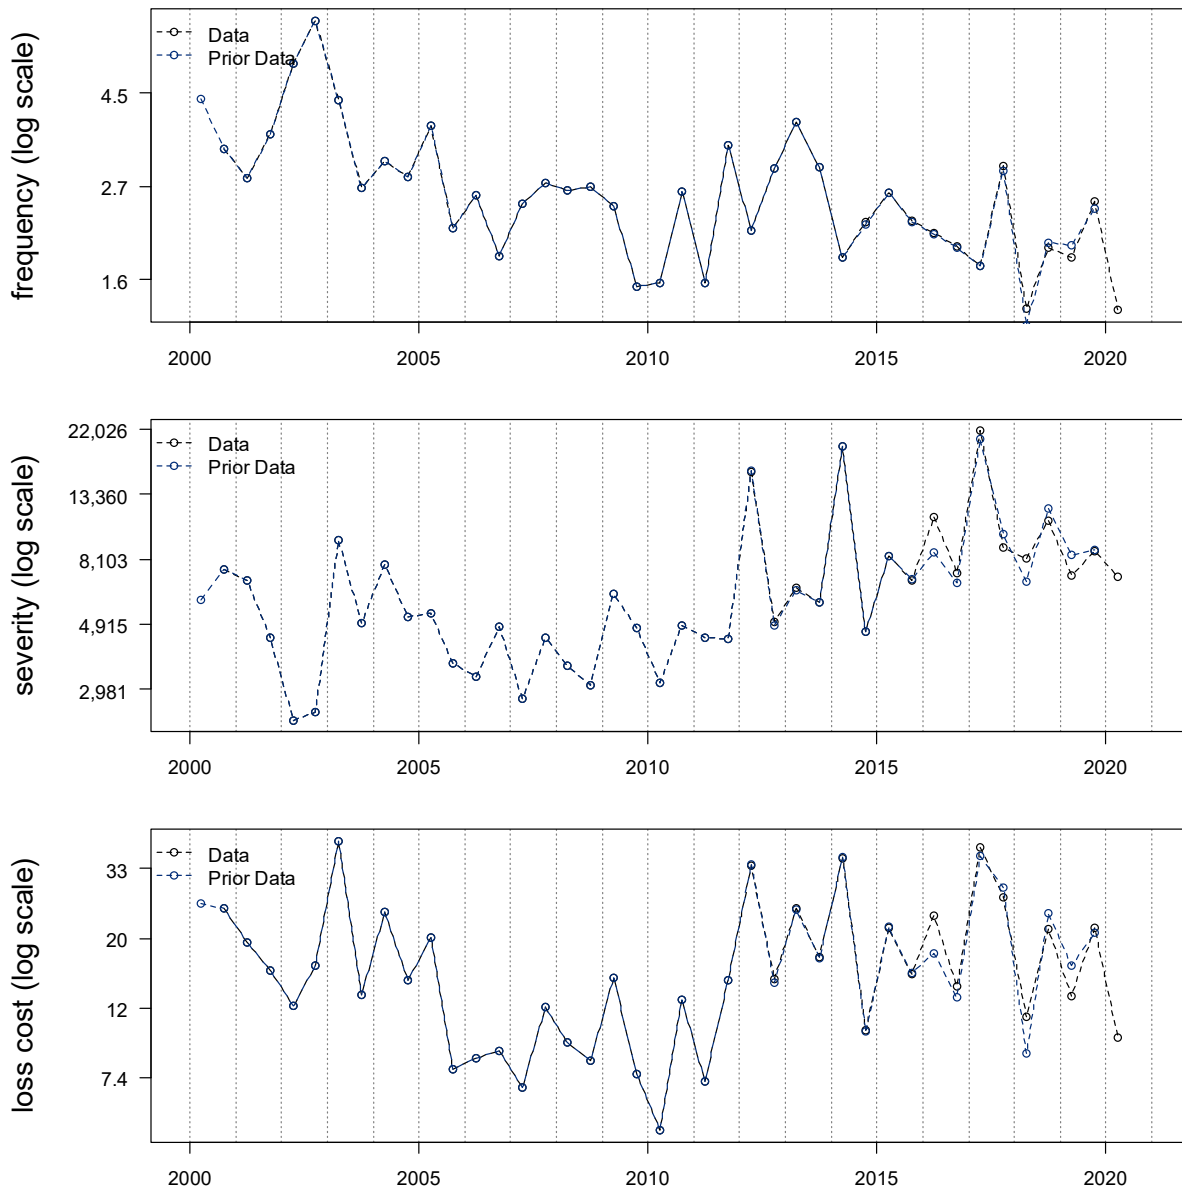 frequency (log scale)
Data
Prior Data
4.5
2.7
1.6
2000 2005 2010 2015 2020
severity (log scale)
Data
Prior Data
22,026
13,360
8,103
4,915
2,981
2000 2005 2010 2015 2020
loss cost (log scale)
Data
Prior Data
33
20
12
7.4
2000 2005 2010 2015 2020